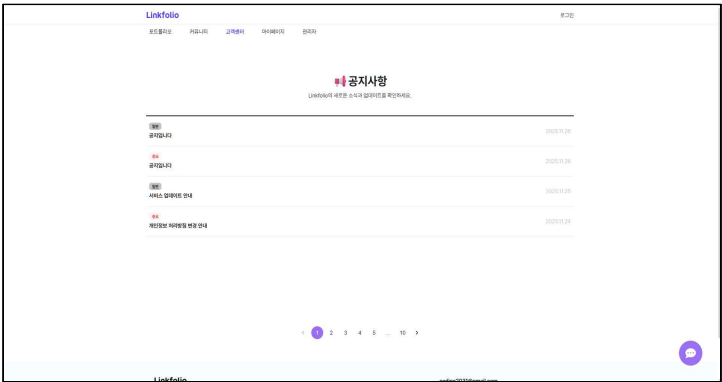 Linkfolio
로그인
포트폴리오 커뮤니티 고객센터 마이페이지 관리자
공지사항
Linkfolio의 새로운 소식과 업데이트를 확인하세요.
일반
공지입니다
2025.11.28
중요
공지입니다
2025.11.28
일반
서비스 업데이트 안내
2025.11.26
중요
개인정보 처리방침 변경 안내
2025.11.24
< 1 2 3 4 5 ... 10 >
Linkfolio